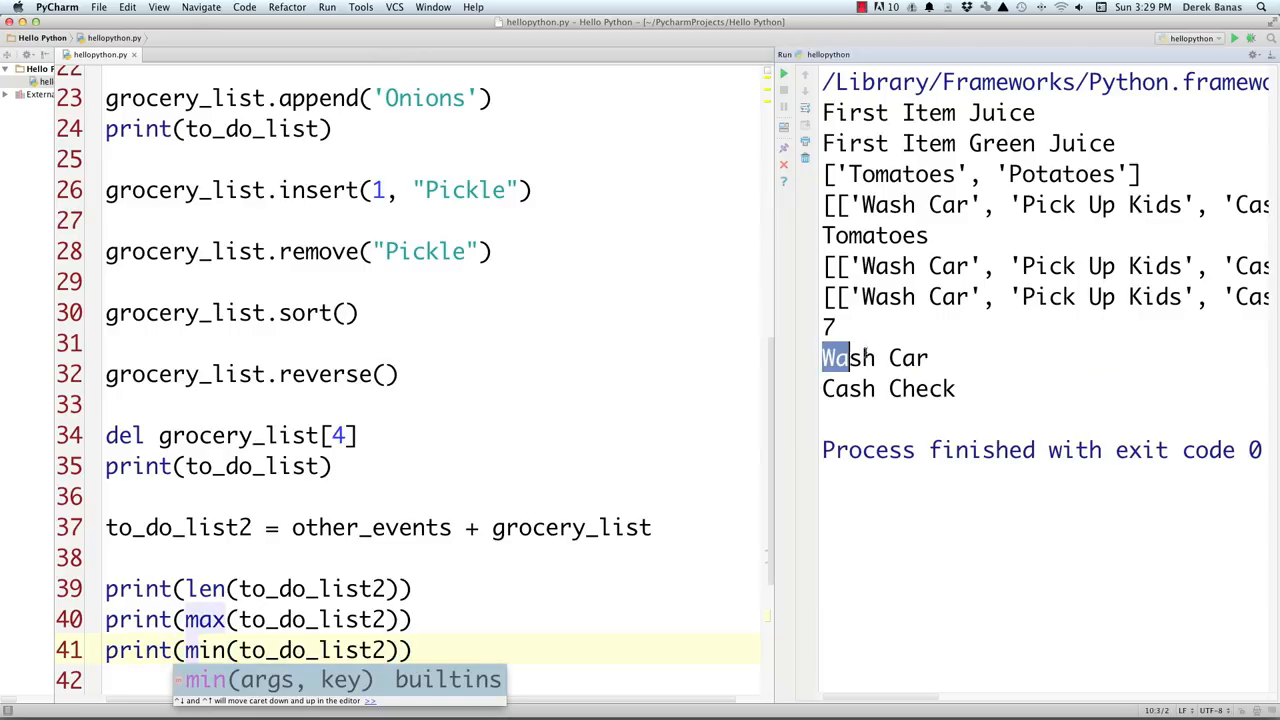 PyCharm File Edit View Navigate Code Refactor Run Tools VCS Window Help 10 Sun 3:29 PM Derek Banas
hellopython.py - Hello Python - [~/PycharmProjects/Hello Python]
Hello Python hellopython.py hellopython
hellopython.py Run hellopython
Hello P
hell
Extern
22
23 grocery_list.append('Onions')
24 print(to_do_list)
25
26 grocery_list.insert(1, "Pickle")
27
28 grocery_list.remove("Pickle")
29
30 grocery_list.sort()
31
32 grocery_list.reverse()
33
34 del grocery_list[4]
35 print(to_do_list)
36
37 to_do_list2 = other_events + grocery_list
38
39 print(len(to_do_list2))
40 print(max(to_do_list2))
41 print(min(to_do_list2))
42
min(args, key) builtins
^↓ and ^↑ will move caret down and up in the editor >>
/Library/Frameworks/Python.framewo
First Item Juice
First Item Green Juice
['Tomatoes', 'Potatoes']
[['Wash Car', 'Pick Up Kids', 'Cas
Tomatoes
[['Wash Car', 'Pick Up Kids', 'Cas
[['Wash Car', 'Pick Up Kids', 'Cas
7
Wash Car
Cash Check
Process finished with exit code 0
10:3/2 LF UTF-8